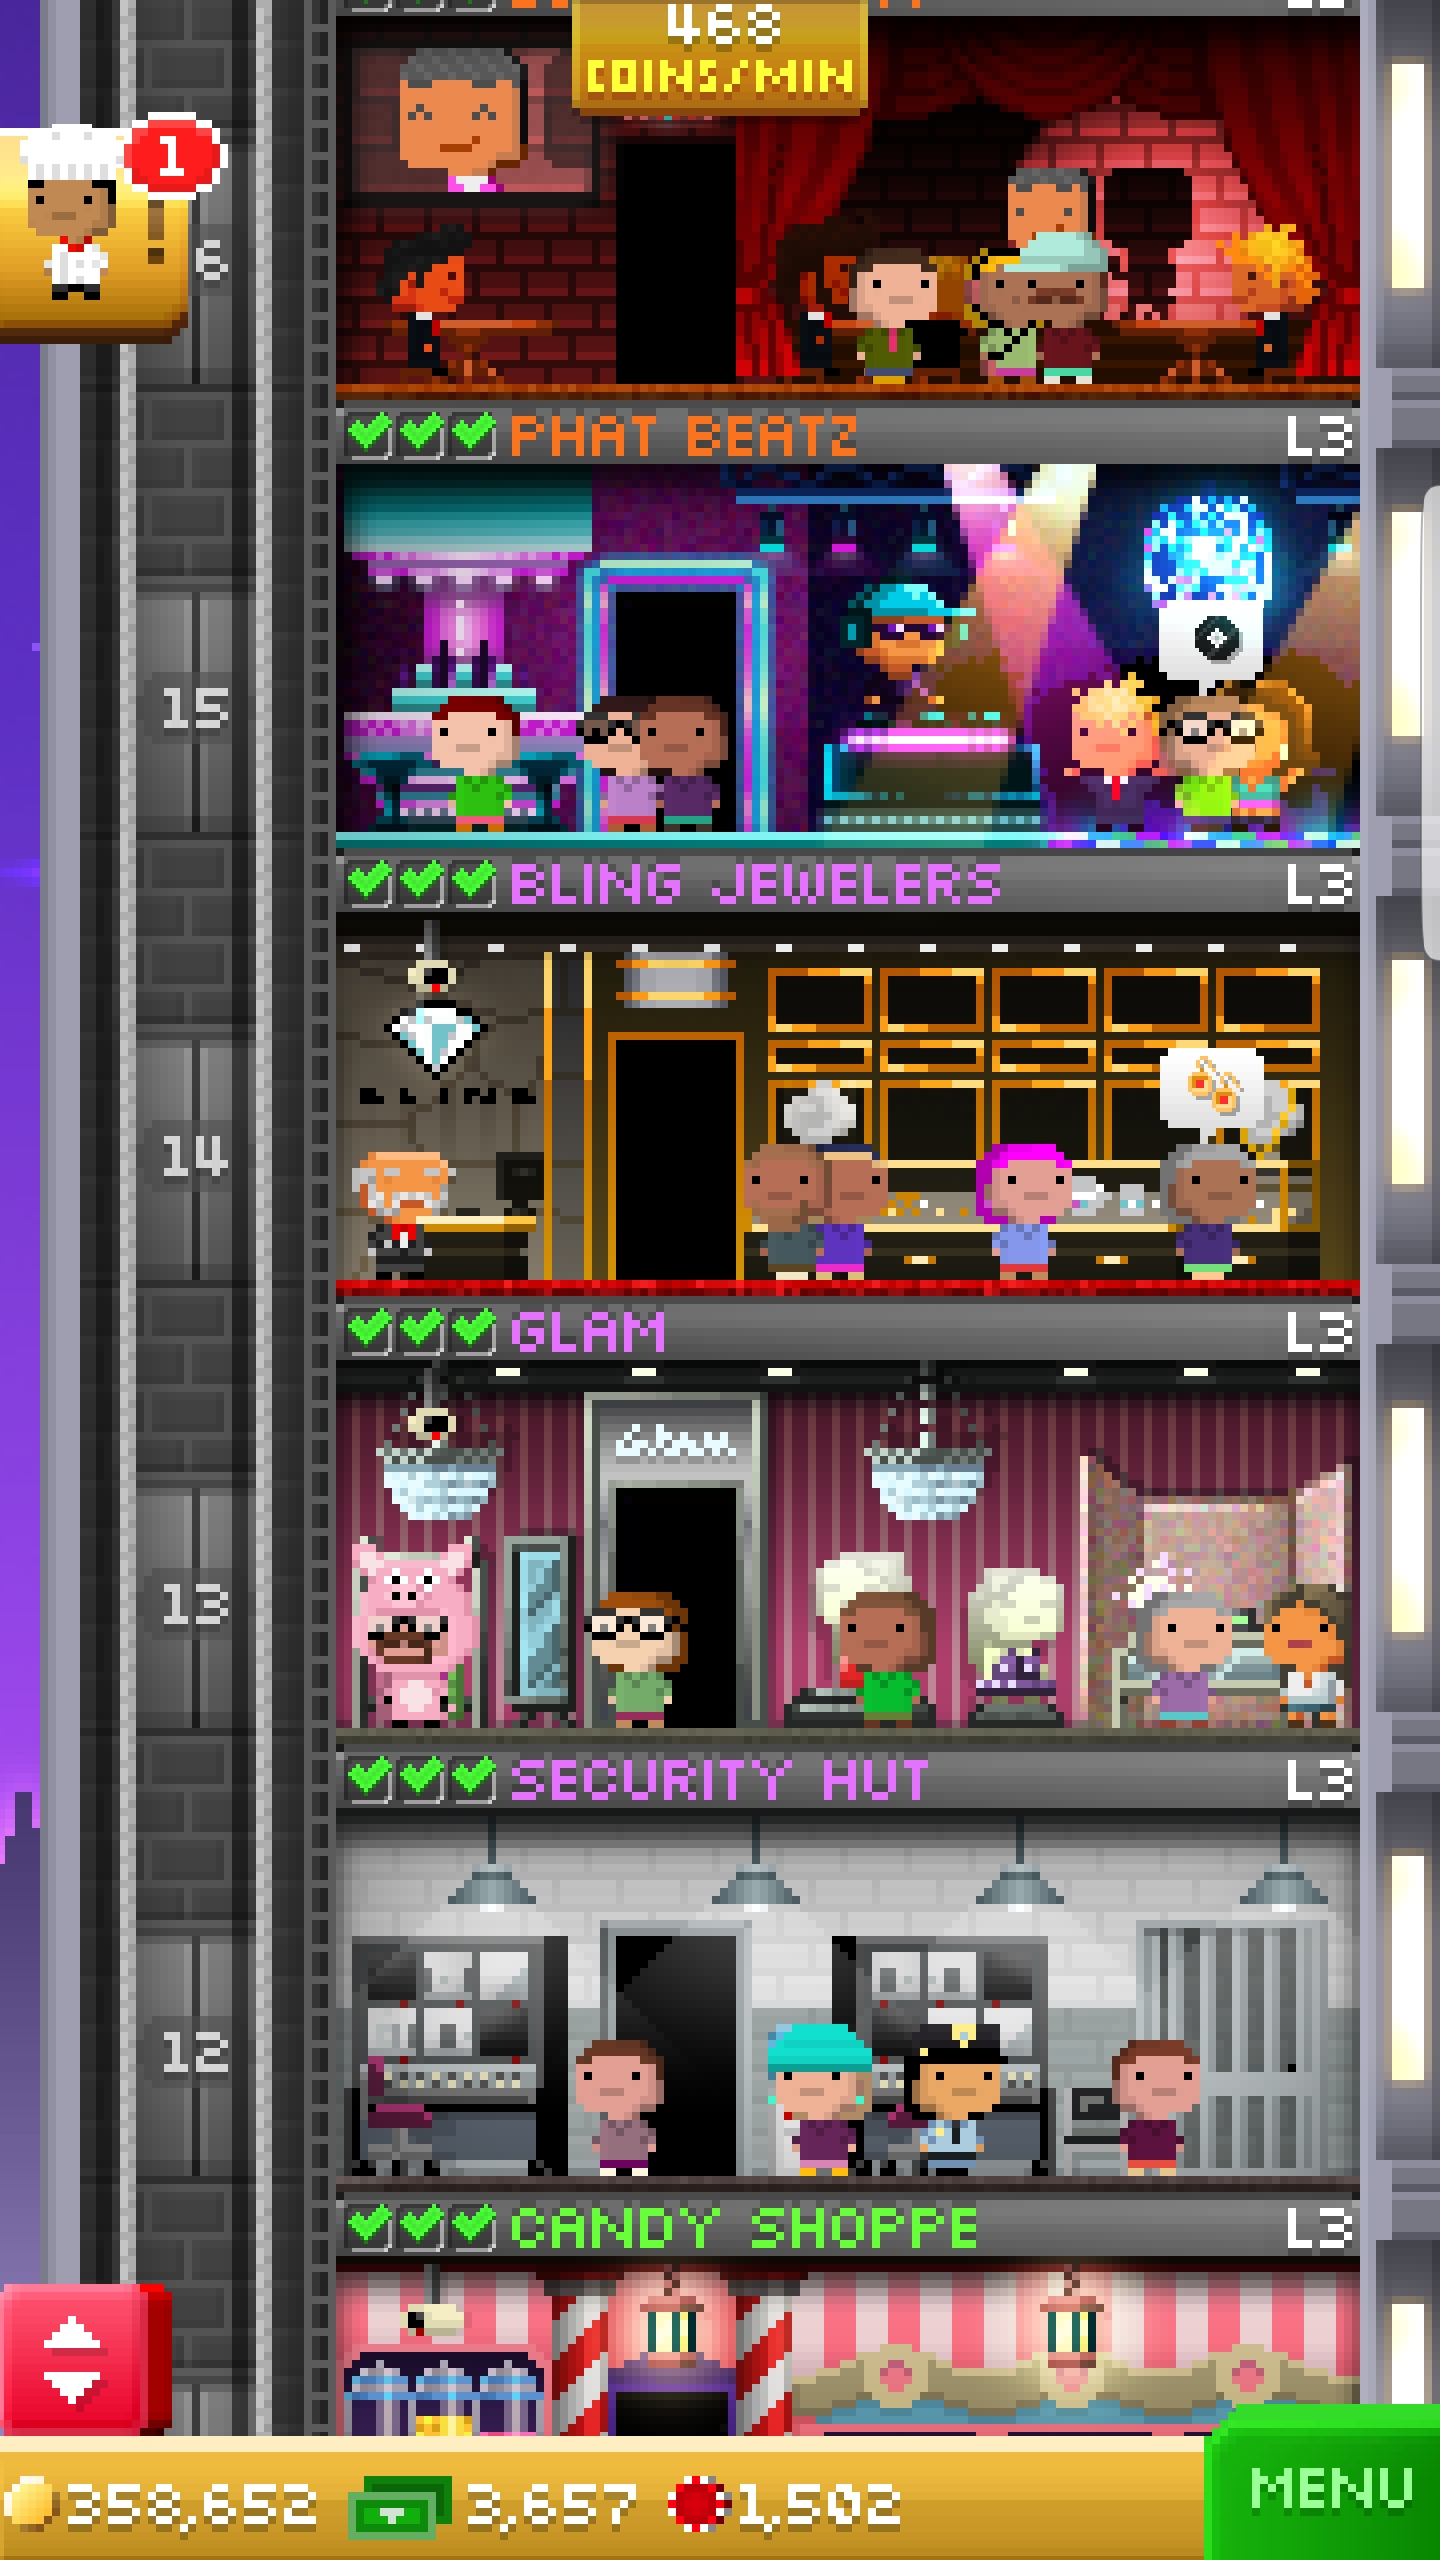 468
COINS/MIN
1
6
PHAT BEATZ
L3
15
BLING JEWELERS
L3
BLING
14
GLAM
L3
Glam
13
SECURITY HUT
L3
12
CANDY SHOPPE
L3
358,652
3,657
1,502
MENU